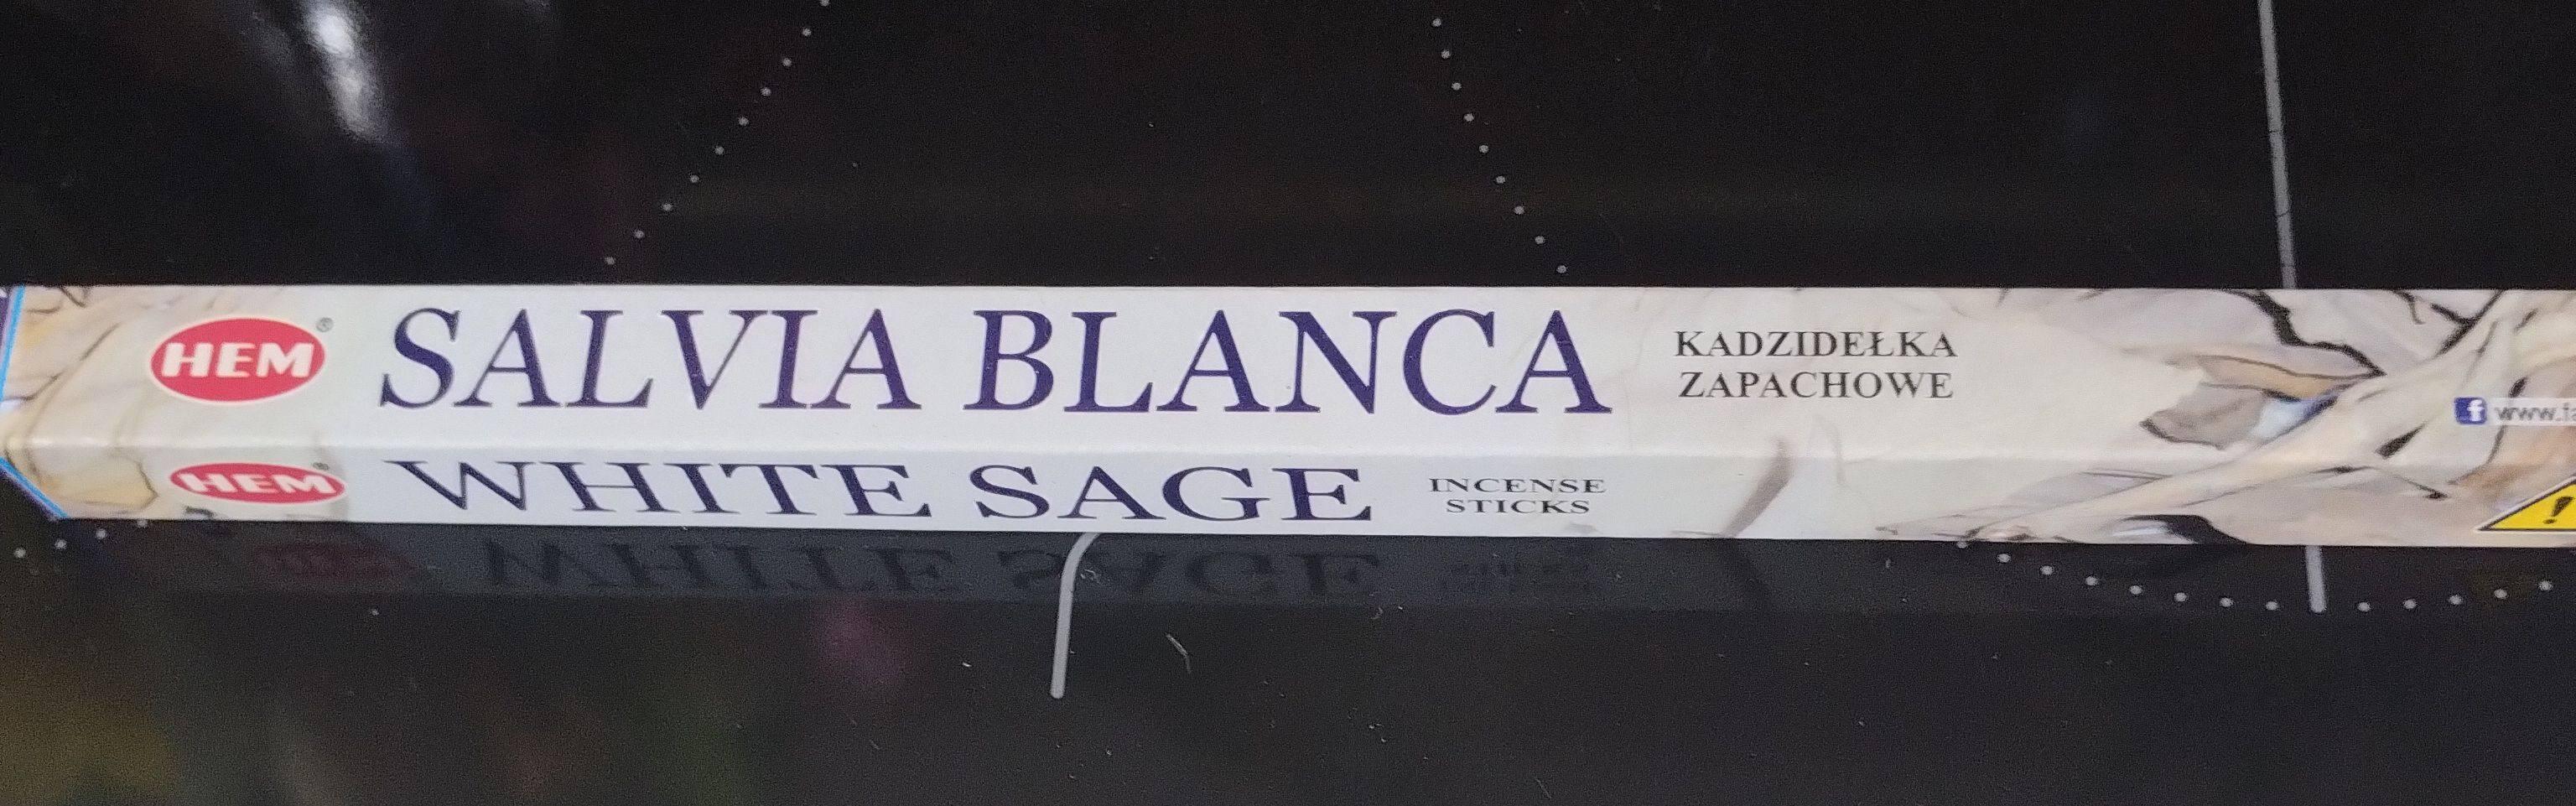 HEM®
SALVIA BLANCA
KADZIDEŁKA
ZAPACHOWE
HEM®
WHITE SAGE
INCENSE
STICKS